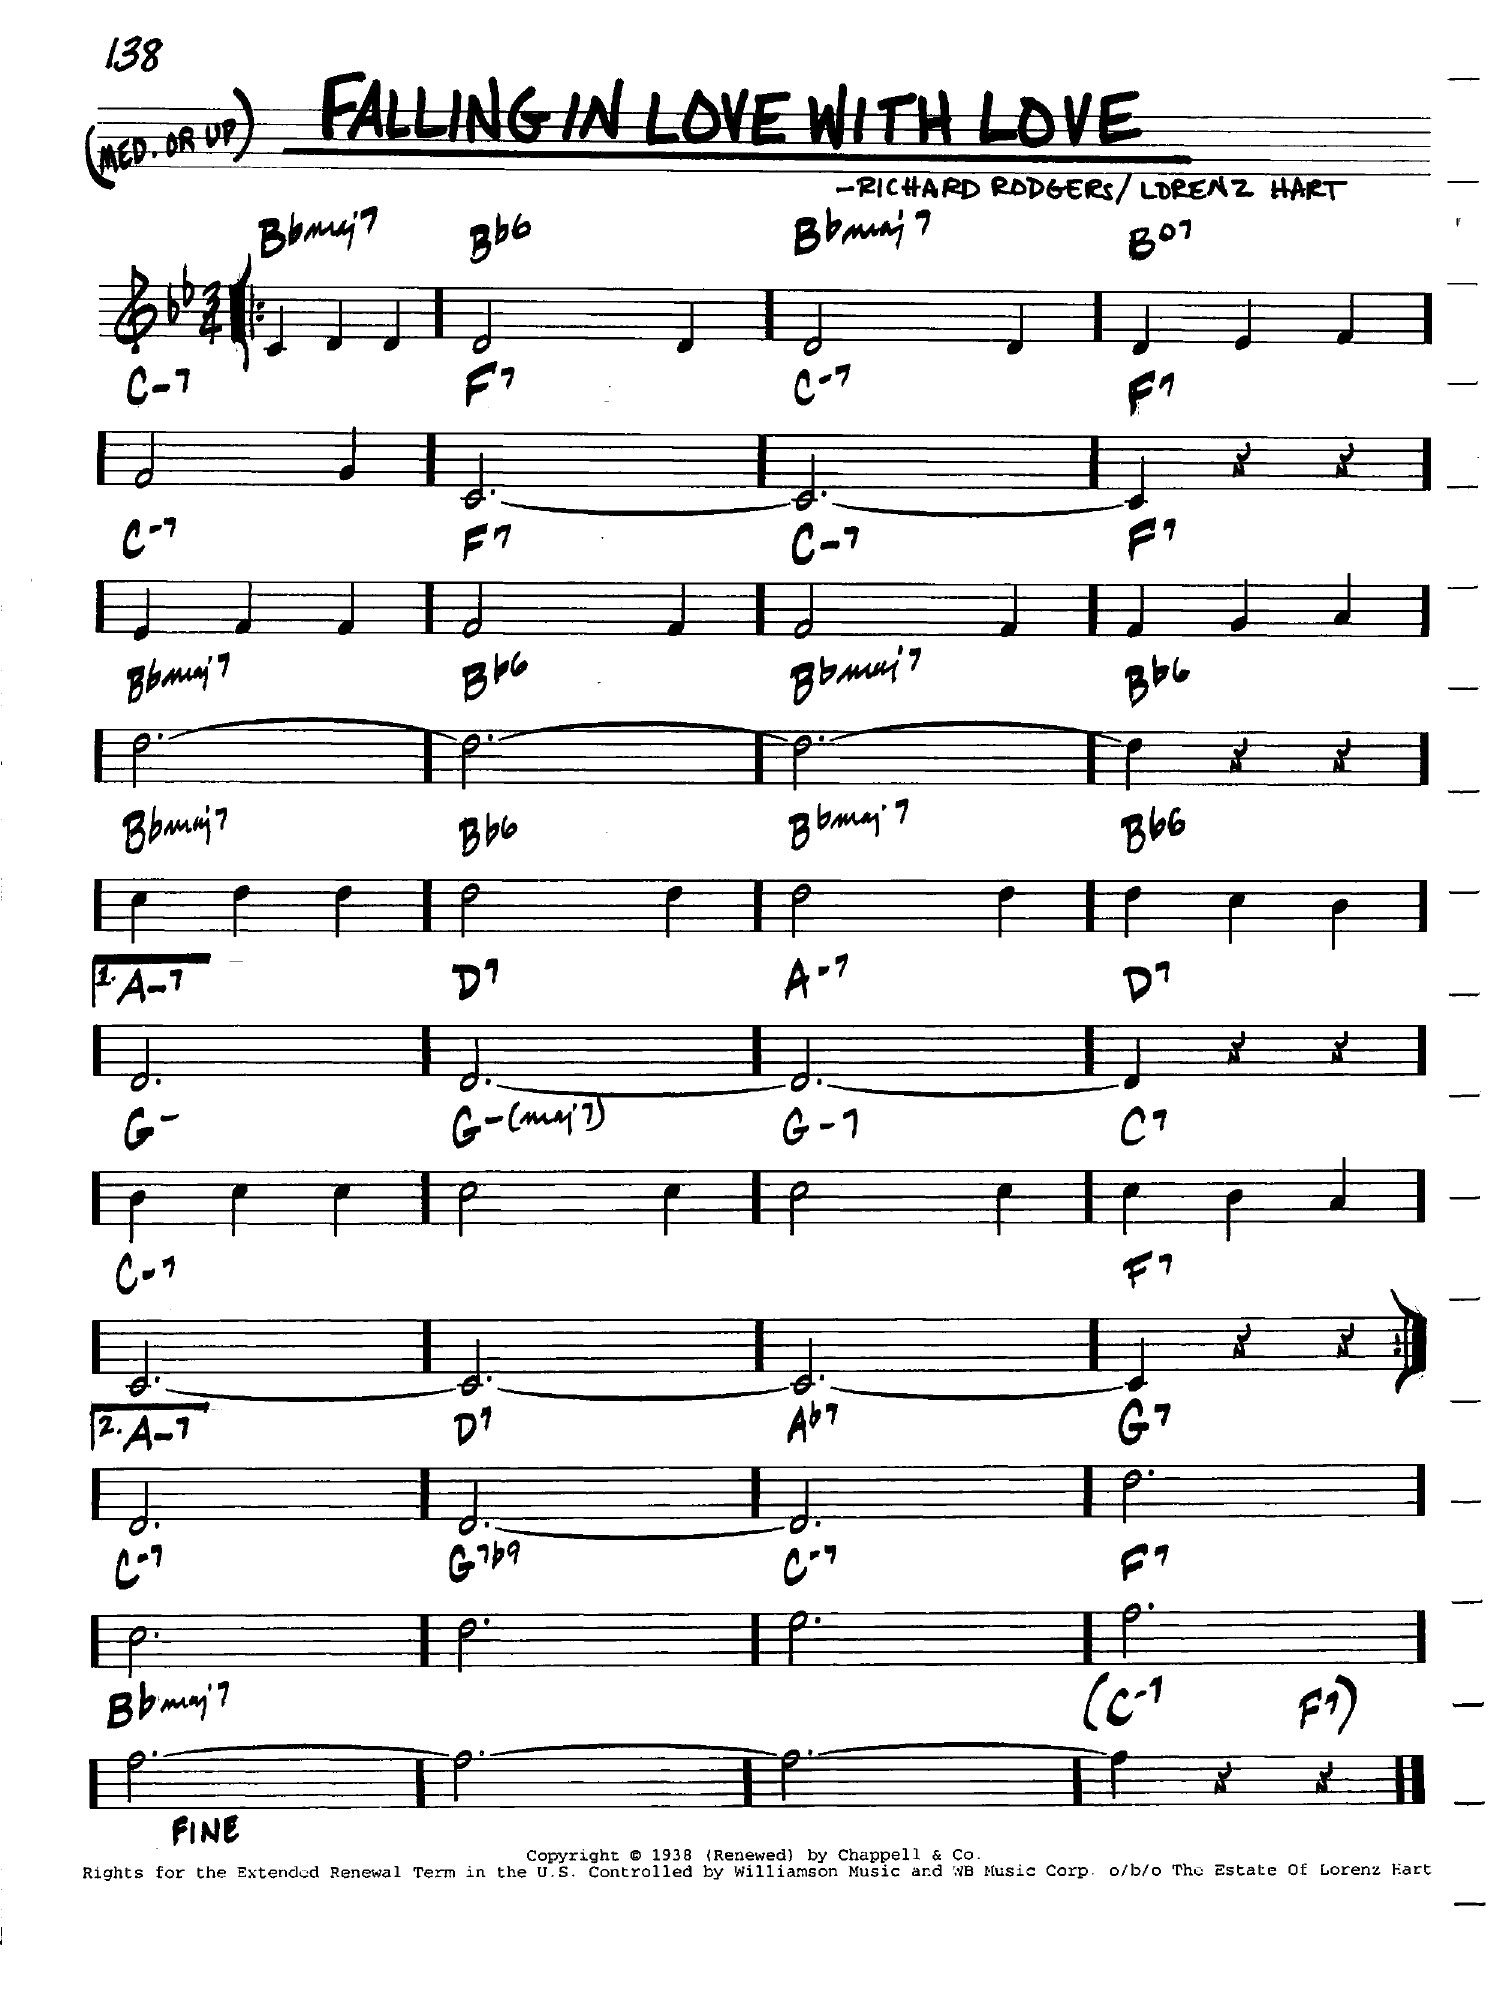 138
FALLING IN LOVE WITH LOVE
(MED. OR UP)
-RICHARD RODGERS/LORENZ HART
Bbmaj7 Bb6 Bbmaj7 Bo7
3
4
C-7 F7 C-7 F7
C-7 F7 C-7 F7
Bbmaj7 Bb6 Bbmaj7 Bb6
Bbmaj7 Bb6 Bbmaj7 Bb6
1. A-7 D7 A-7 D7
G- G-(maj7) G-7 C7
C-7 F7
2. A-7 D7 Ab7 G7
C-7 G7b9 C-7 F7
Bbmaj7 (C-7 F7)
FINE
Copyright © 1938 (Renewed) by Chappell & Co.
Rights for the Extended Renewal Term in the U.S. Controlled by Williamson Music and WB Music Corp. o/b/o The Estate Of Lorenz Hart